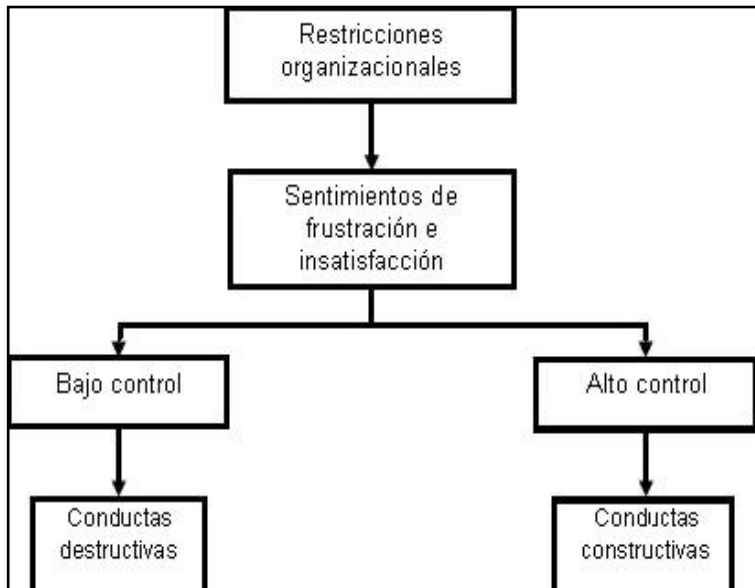 Restricciones
organizacionales
Sentimientos de
frustración e
insatisfacción
Bajo control
Alto control
Conductas
destructivas
Conductas
constructivas